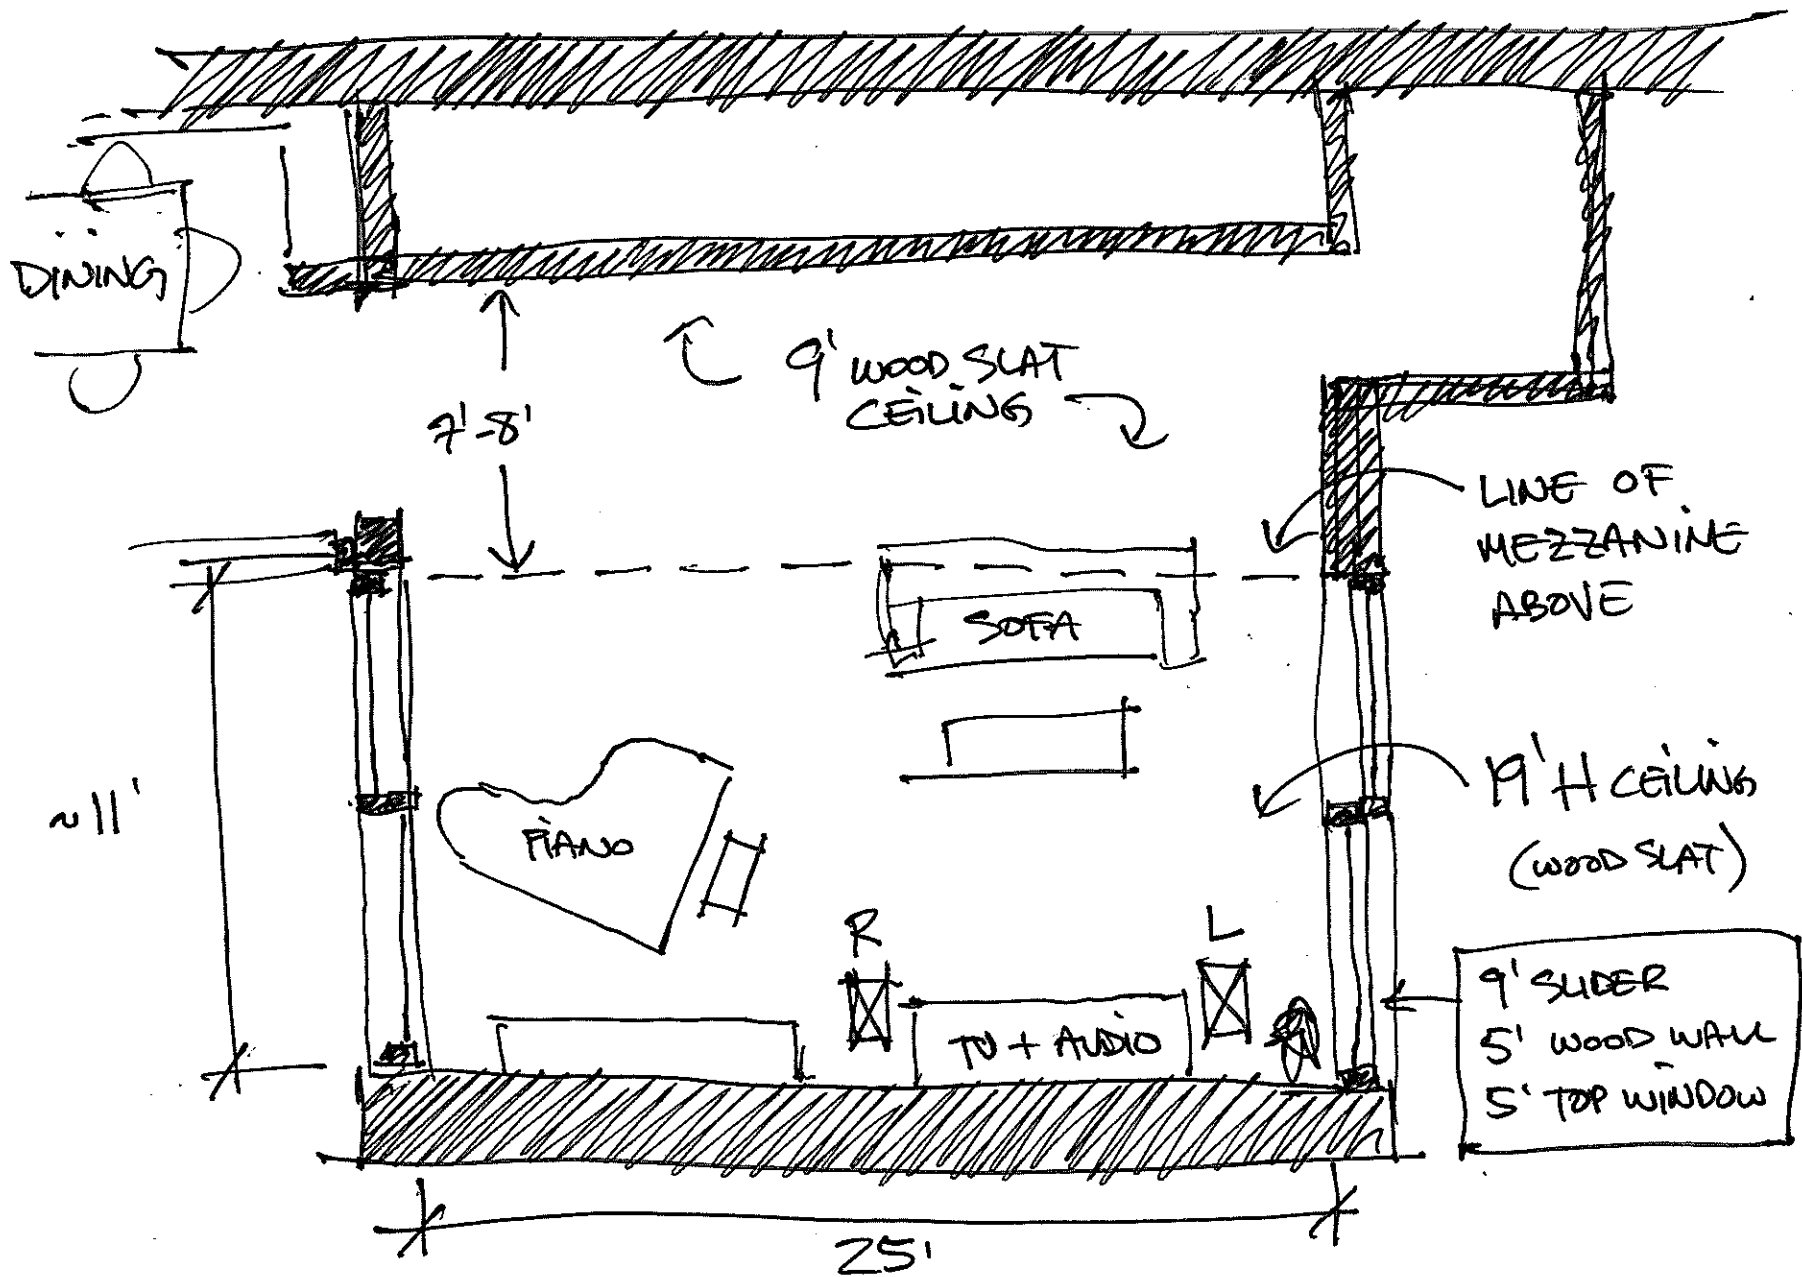 DINING
9' WOOD SLAT
CEILING
7'-8'
LINE OF
MEZZANINE
ABOVE
SOFA
19'H CEILING
(WOOD SLAT)
~11'
PIANO
R
L
TV + AUDIO
9' SLIDER
5' WOOD WALL
5' TOP WINDOW
25'